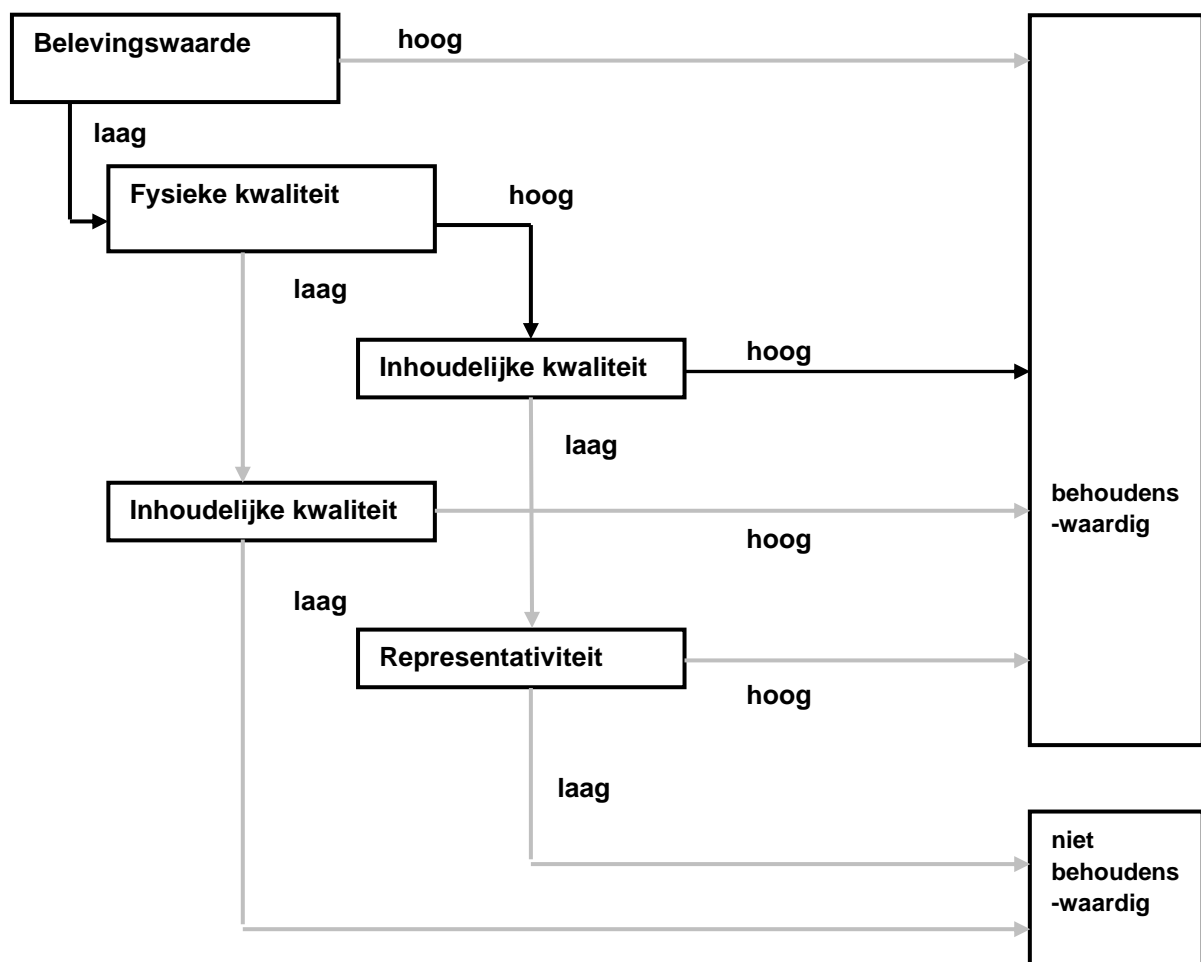 Belevingswaarde
hoog
laag
Fysieke kwaliteit
hoog
laag
Inhoudelijke kwaliteit
hoog
laag
Inhoudelijke kwaliteit
hoog
behoudens
-waardig
laag
Representativiteit
hoog
laag
niet
behoudens
-waardig